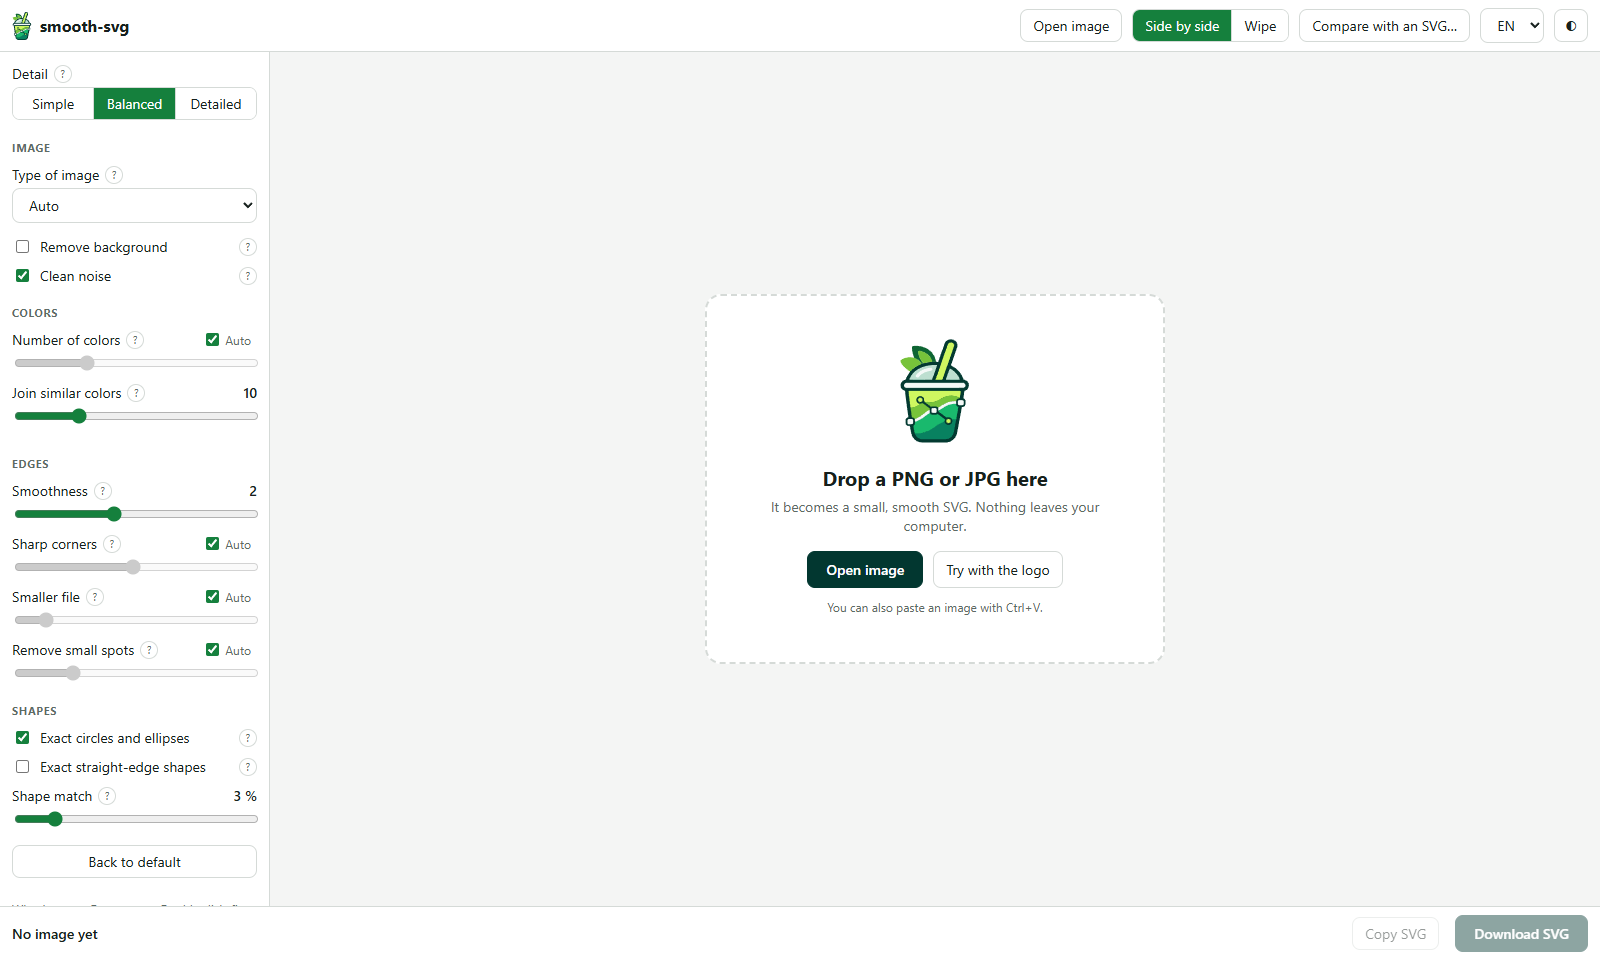 smooth-svg
Open image
Side by side
Wipe
Compare with an SVG...
EN
Detail ?
Simple
Balanced
Detailed
IMAGE
Type of image ?
Auto
Remove background ?
Clean noise ?
COLORS
Number of colors ? Auto
Join similar colors ? 10
EDGES
Smoothness ? 2
Sharp corners ? Auto
Smaller file ? Auto
Remove small spots ? Auto
SHAPES
Exact circles and ellipses ?
Exact straight-edge shapes ?
Shape match ? 3 %
Back to default
Drop a PNG or JPG here
It becomes a small, smooth SVG. Nothing leaves your
computer.
Open image
Try with the logo
You can also paste an image with Ctrl+V.
No image yet
Copy SVG
Download SVG